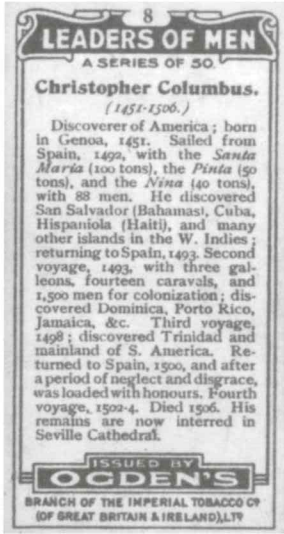 8
LEADERS OF MEN
A SERIES OF 50.
Christopher Columbus.
(1451-1506.)
Discoverer of America; born
in Genoa, 1451. Sailed from
Spain, 1492, with the Santa
Maria (100 tons), the Pinta (50
tons), and the Nina (40 tons),
with 88 men. He discovered
San Salvador (Bahamas), Cuba,
Hispaniola (Haiti), and many
other islands in the W. Indies;
returning to Spain, 1493. Second
voyage, 1493, with three gal-
leons, fourteen caravals, and
1,500 men for colonization; dis-
covered Dominica, Porto Rico,
Jamaica, &c. Third voyage,
1498; discovered Trinidad and
mainland of S. America. Re-
turned to Spain, 1500, and after
a period of neglect and disgrace,
was loaded with honours. Fourth
voyage, 1502-4. Died 1506. His
remains are now interred in
Seville Cathedral.
ISSUED BY
OGDEN'S
BRANCH OF THE IMPERIAL TOBACCO Co
(OF GREAT BRITAIN & IRELAND), LTD